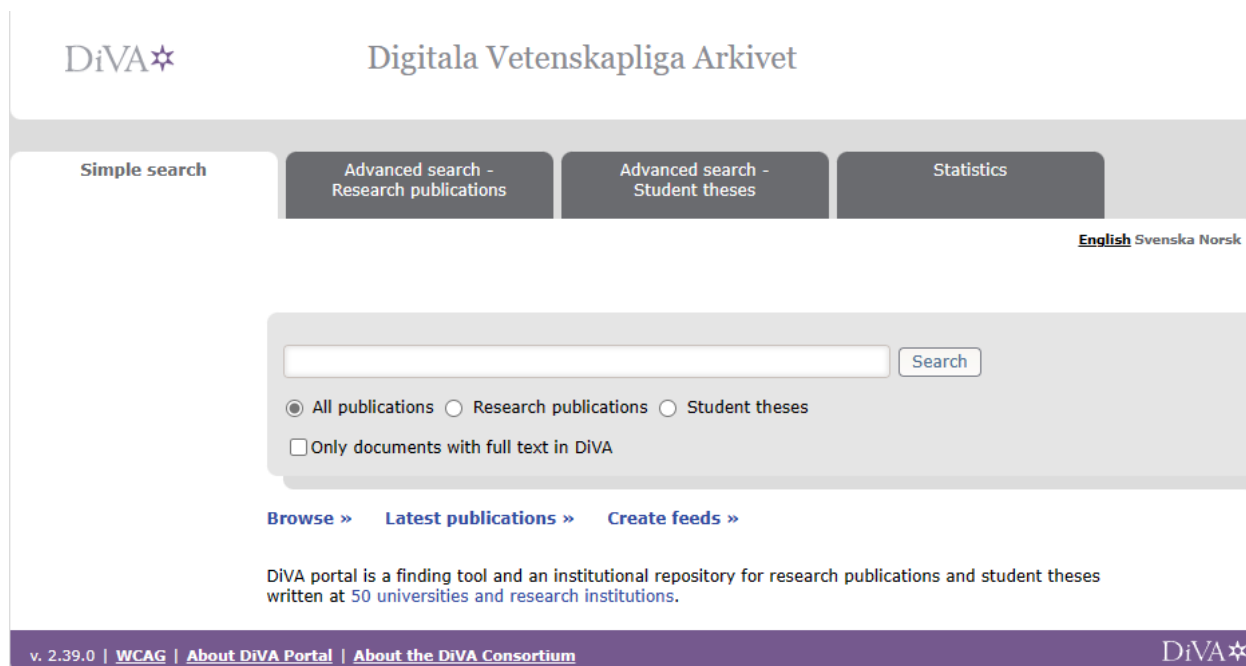 DiVA
Digitala Vetenskapliga Arkivet
Simple search
Advanced search -
Research publications
Advanced search -
Student theses
Statistics
English Svenska Norsk
Search
All publications Research publications Student theses
Only documents with full text in DiVA
Browse » Latest publications » Create feeds »
DiVA portal is a finding tool and an institutional repository for research publications and student theses
written at 50 universities and research institutions.
v. 2.39.0 | WCAG | About DiVA Portal | About the DiVA Consortium
DiVA